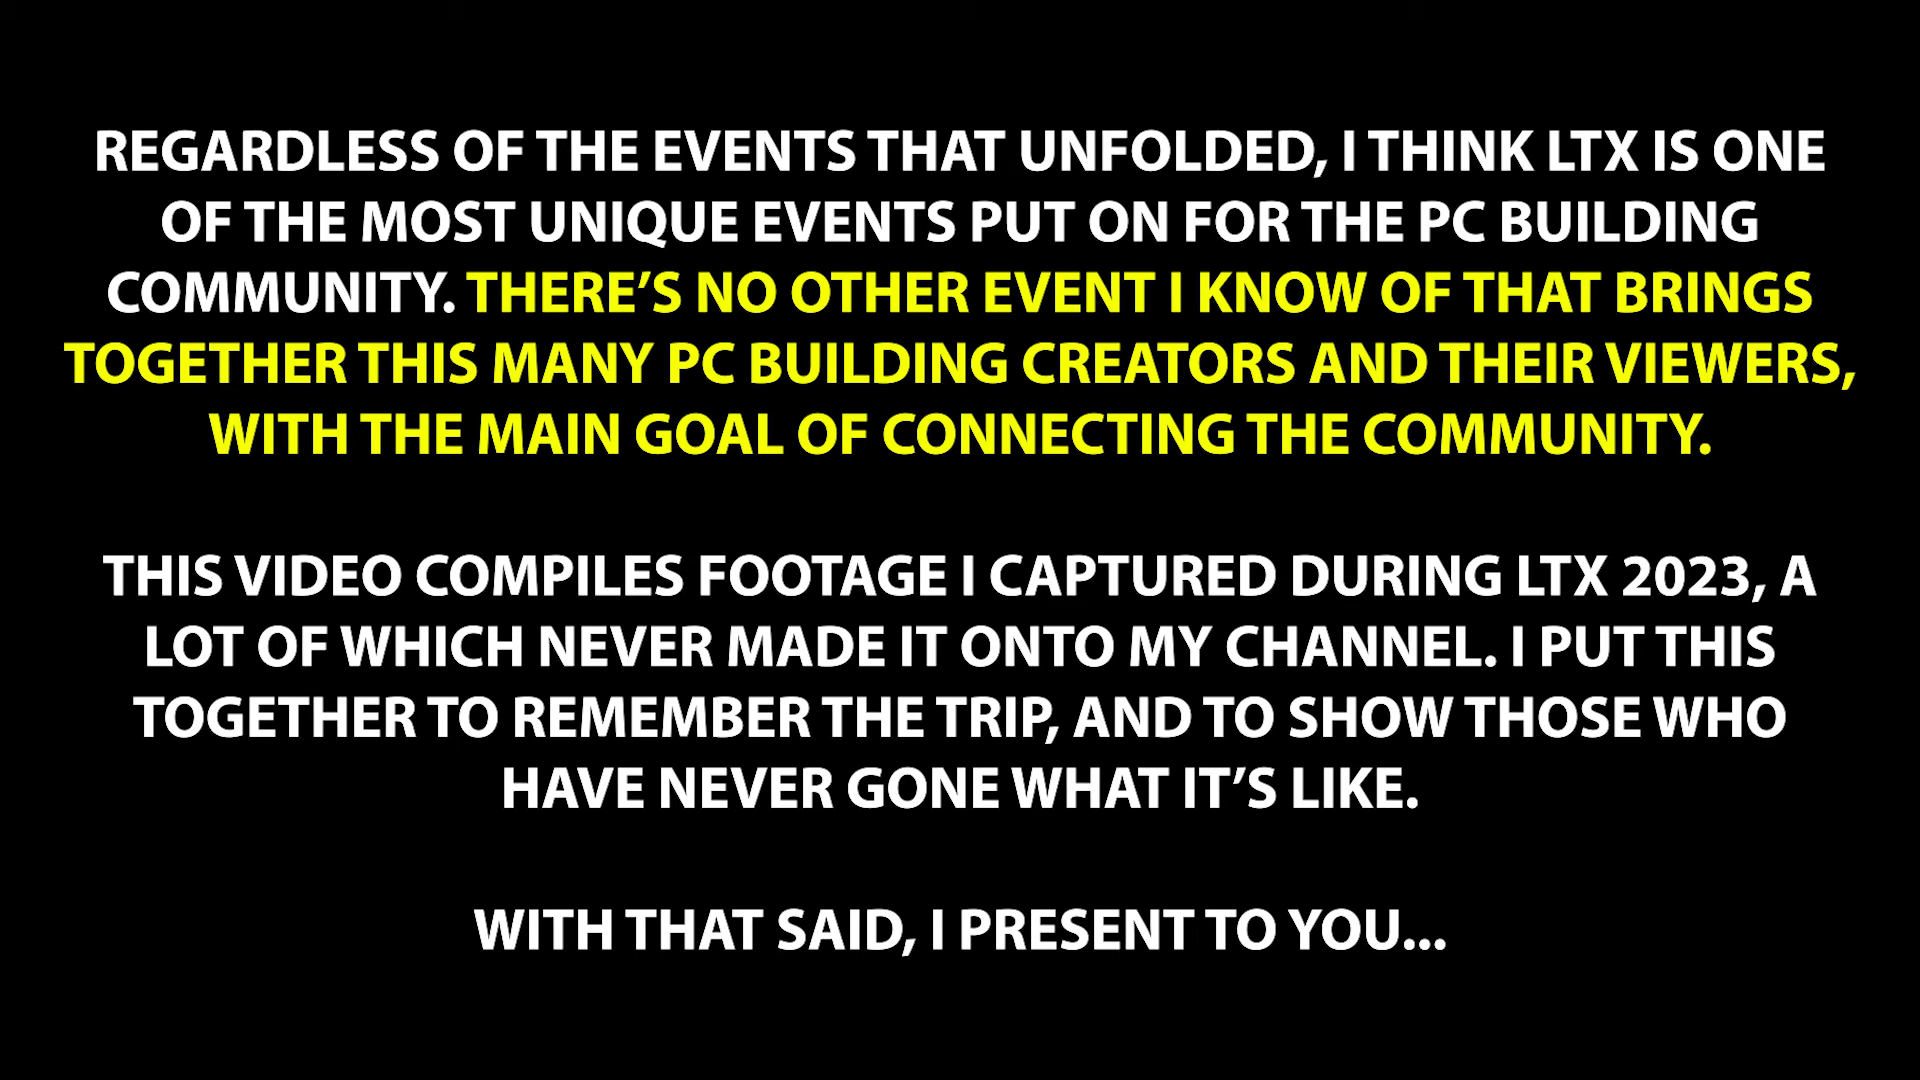 REGARDLESS OF THE EVENTS THAT UNFOLDED, I THINK LTX IS ONE
OF THE MOST UNIQUE EVENTS PUT ON FOR THE PC BUILDING
COMMUNITY. THERE’S NO OTHER EVENT I KNOW OF THAT BRINGS
TOGETHER THIS MANY PC BUILDING CREATORS AND THEIR VIEWERS,
WITH THE MAIN GOAL OF CONNECTING THE COMMUNITY.
THIS VIDEO COMPILES FOOTAGE I CAPTURED DURING LTX 2023, A
LOT OF WHICH NEVER MADE IT ONTO MY CHANNEL. I PUT THIS
TOGETHER TO REMEMBER THE TRIP, AND TO SHOW THOSE WHO
HAVE NEVER GONE WHAT IT’S LIKE.
WITH THAT SAID, I PRESENT TO YOU...